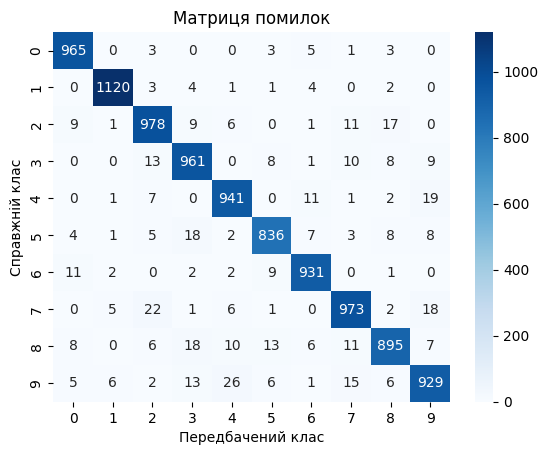 Матриця помилок
0 965 0 3 0 0 3 5 1 3 0
1 0 1120 3 4 1 1 4 0 2 0
2 9 1 978 9 6 0 1 11 17 0
3 0 0 13 961 0 8 1 10 8 9
4 0 1 7 0 941 0 11 1 2 19
5 4 1 5 18 2 836 7 3 8 8
6 11 2 0 2 2 9 931 0 1 0
7 0 5 22 1 6 1 0 973 2 18
8 8 0 6 18 10 13 6 11 895 7
9 5 6 2 13 26 6 1 15 6 929
0 1 2 3 4 5 6 7 8 9
Передбачений клас
Справжній клас
1000
800
600
400
200
0